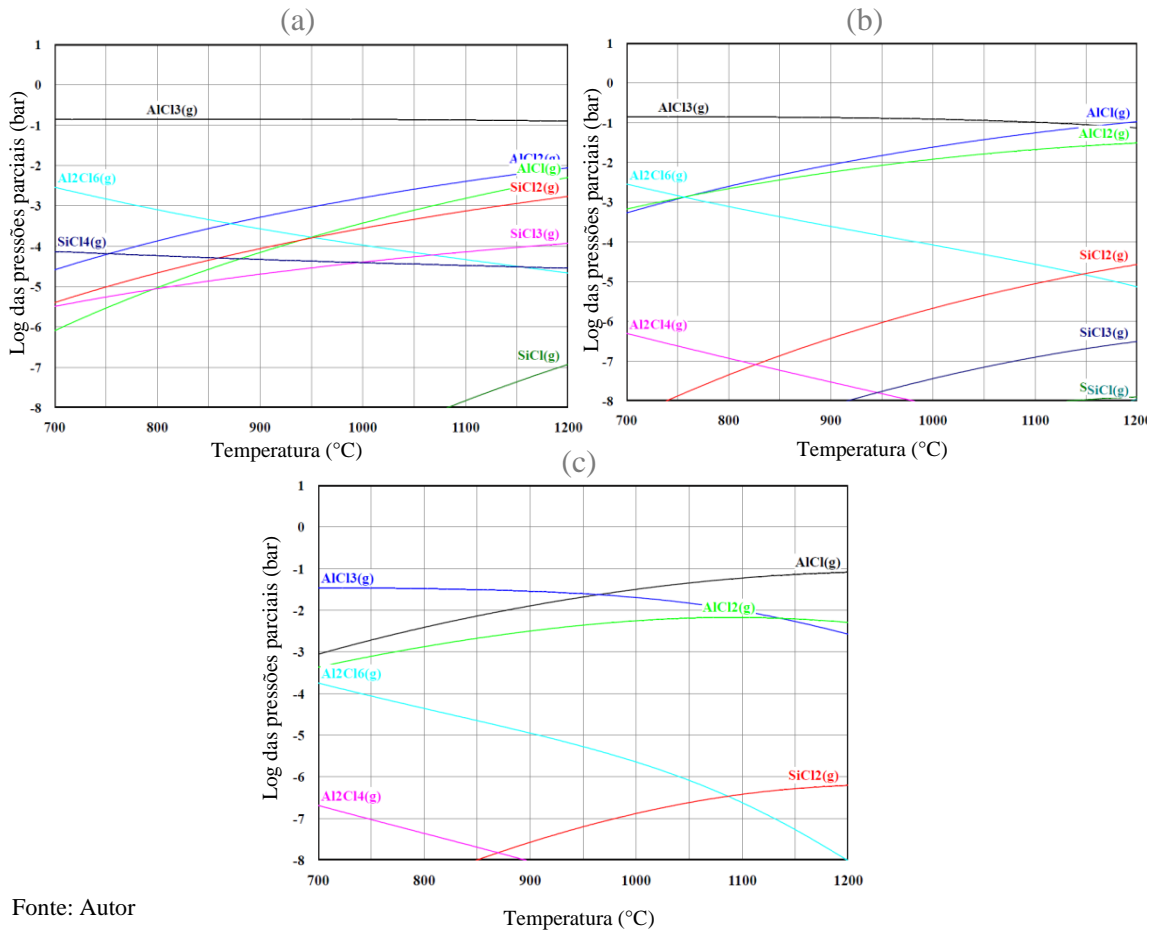 (a)
Log das pressões parciais (bar)
1
0
-1
-2
-3
-4
-5
-6
-7
-8
AlCl3(g)
AlCl2(g)
AlCl(g)
Al2Cl6(g)
SiCl2(g)
SiCl4(g)
SiCl3(g)
SiCl(g)
700 800 900 1000 1100 1200
Temperatura (°C)
(b)
Log das pressões parciais (bar)
1
0
-1
-2
-3
-4
-5
-6
-7
-8
AlCl3(g)
AlCl(g)
AlCl2(g)
Al2Cl6(g)
SiCl2(g)
Al2Cl4(g)
SiCl3(g)
SiCl(g)
700 800 900 1000 1100 1200
Temperatura (°C)
(c)
Log das pressões parciais (bar)
1
0
-1
-2
-3
-4
-5
-6
-7
-8
AlCl(g)
AlCl3(g)
AlCl2(g)
Al2Cl6(g)
SiCl2(g)
Al2Cl4(g)
700 800 900 1000 1100 1200
Temperatura (°C)
Fonte: Autor